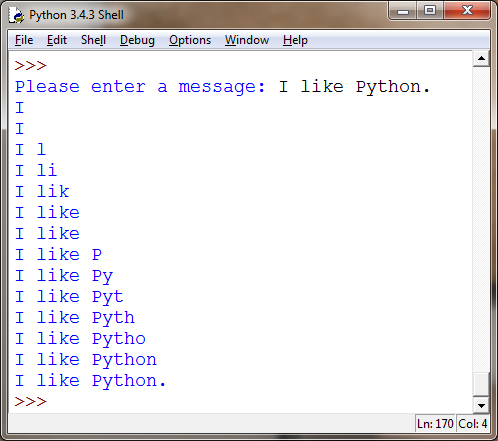 Python 3.4.3 Shell
File Edit Shell Debug Options Window Help
>>>
Please enter a message: I like Python.
I
I
I l
I li
I lik
I like
I like
I like P
I like Py
I like Pyt
I like Pyth
I like Pytho
I like Python
I like Python.
>>>
Ln: 170 Col: 4